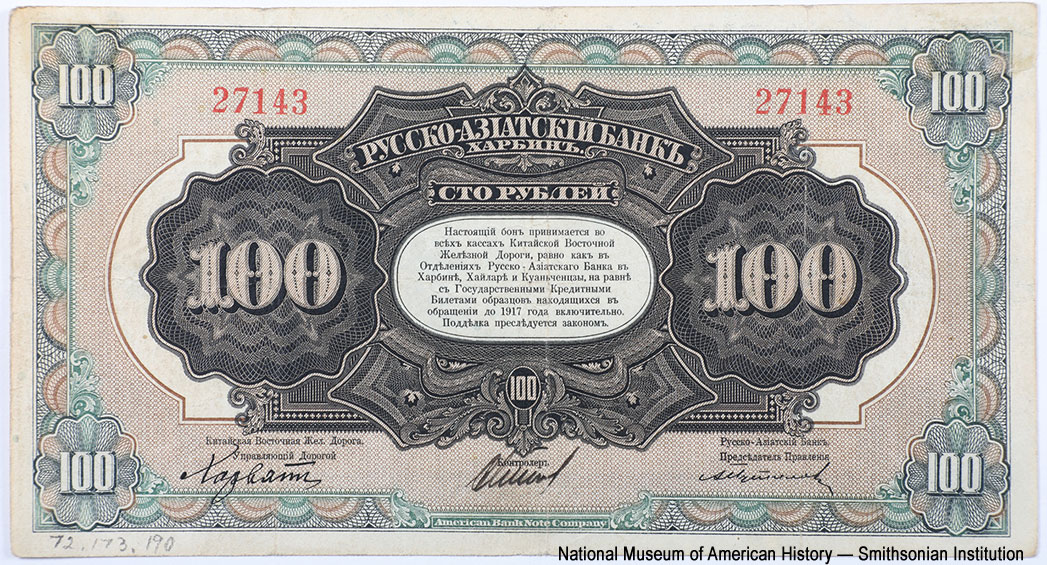 100
100
27143
27143
РУССКО-АЗІАТСКІЙ БАНКЪ
ХАРБИНЪ.
СТО РУБЛЕЙ
Настоящій бонъ привимается во
всѣхъ кассахъ Китайской Восточной
Желѣзной Дороги, равно какъ въ
Отдѣленіяхъ Русско-Азіатскаго Банка въ
Харбинѣ, Хайларѣ и Куаньченцзы, на равнѣ
съ Государственными Кредитными
Билетами образцовъ находящихся въ
обращеніи до 1917 года включительно.
Поддѣлка преслѣдуется закономъ.
100
100
100
Китайская Восточная Жел. Дорога.
Управляющій Дорогой
Хорватъ
Контролеръ
Русско-Азіатскій Банкъ.
Предсѣдатель Правленія
100
100
American Bank Note Company
72.173.190
National Museum of American History — Smithsonian Institution